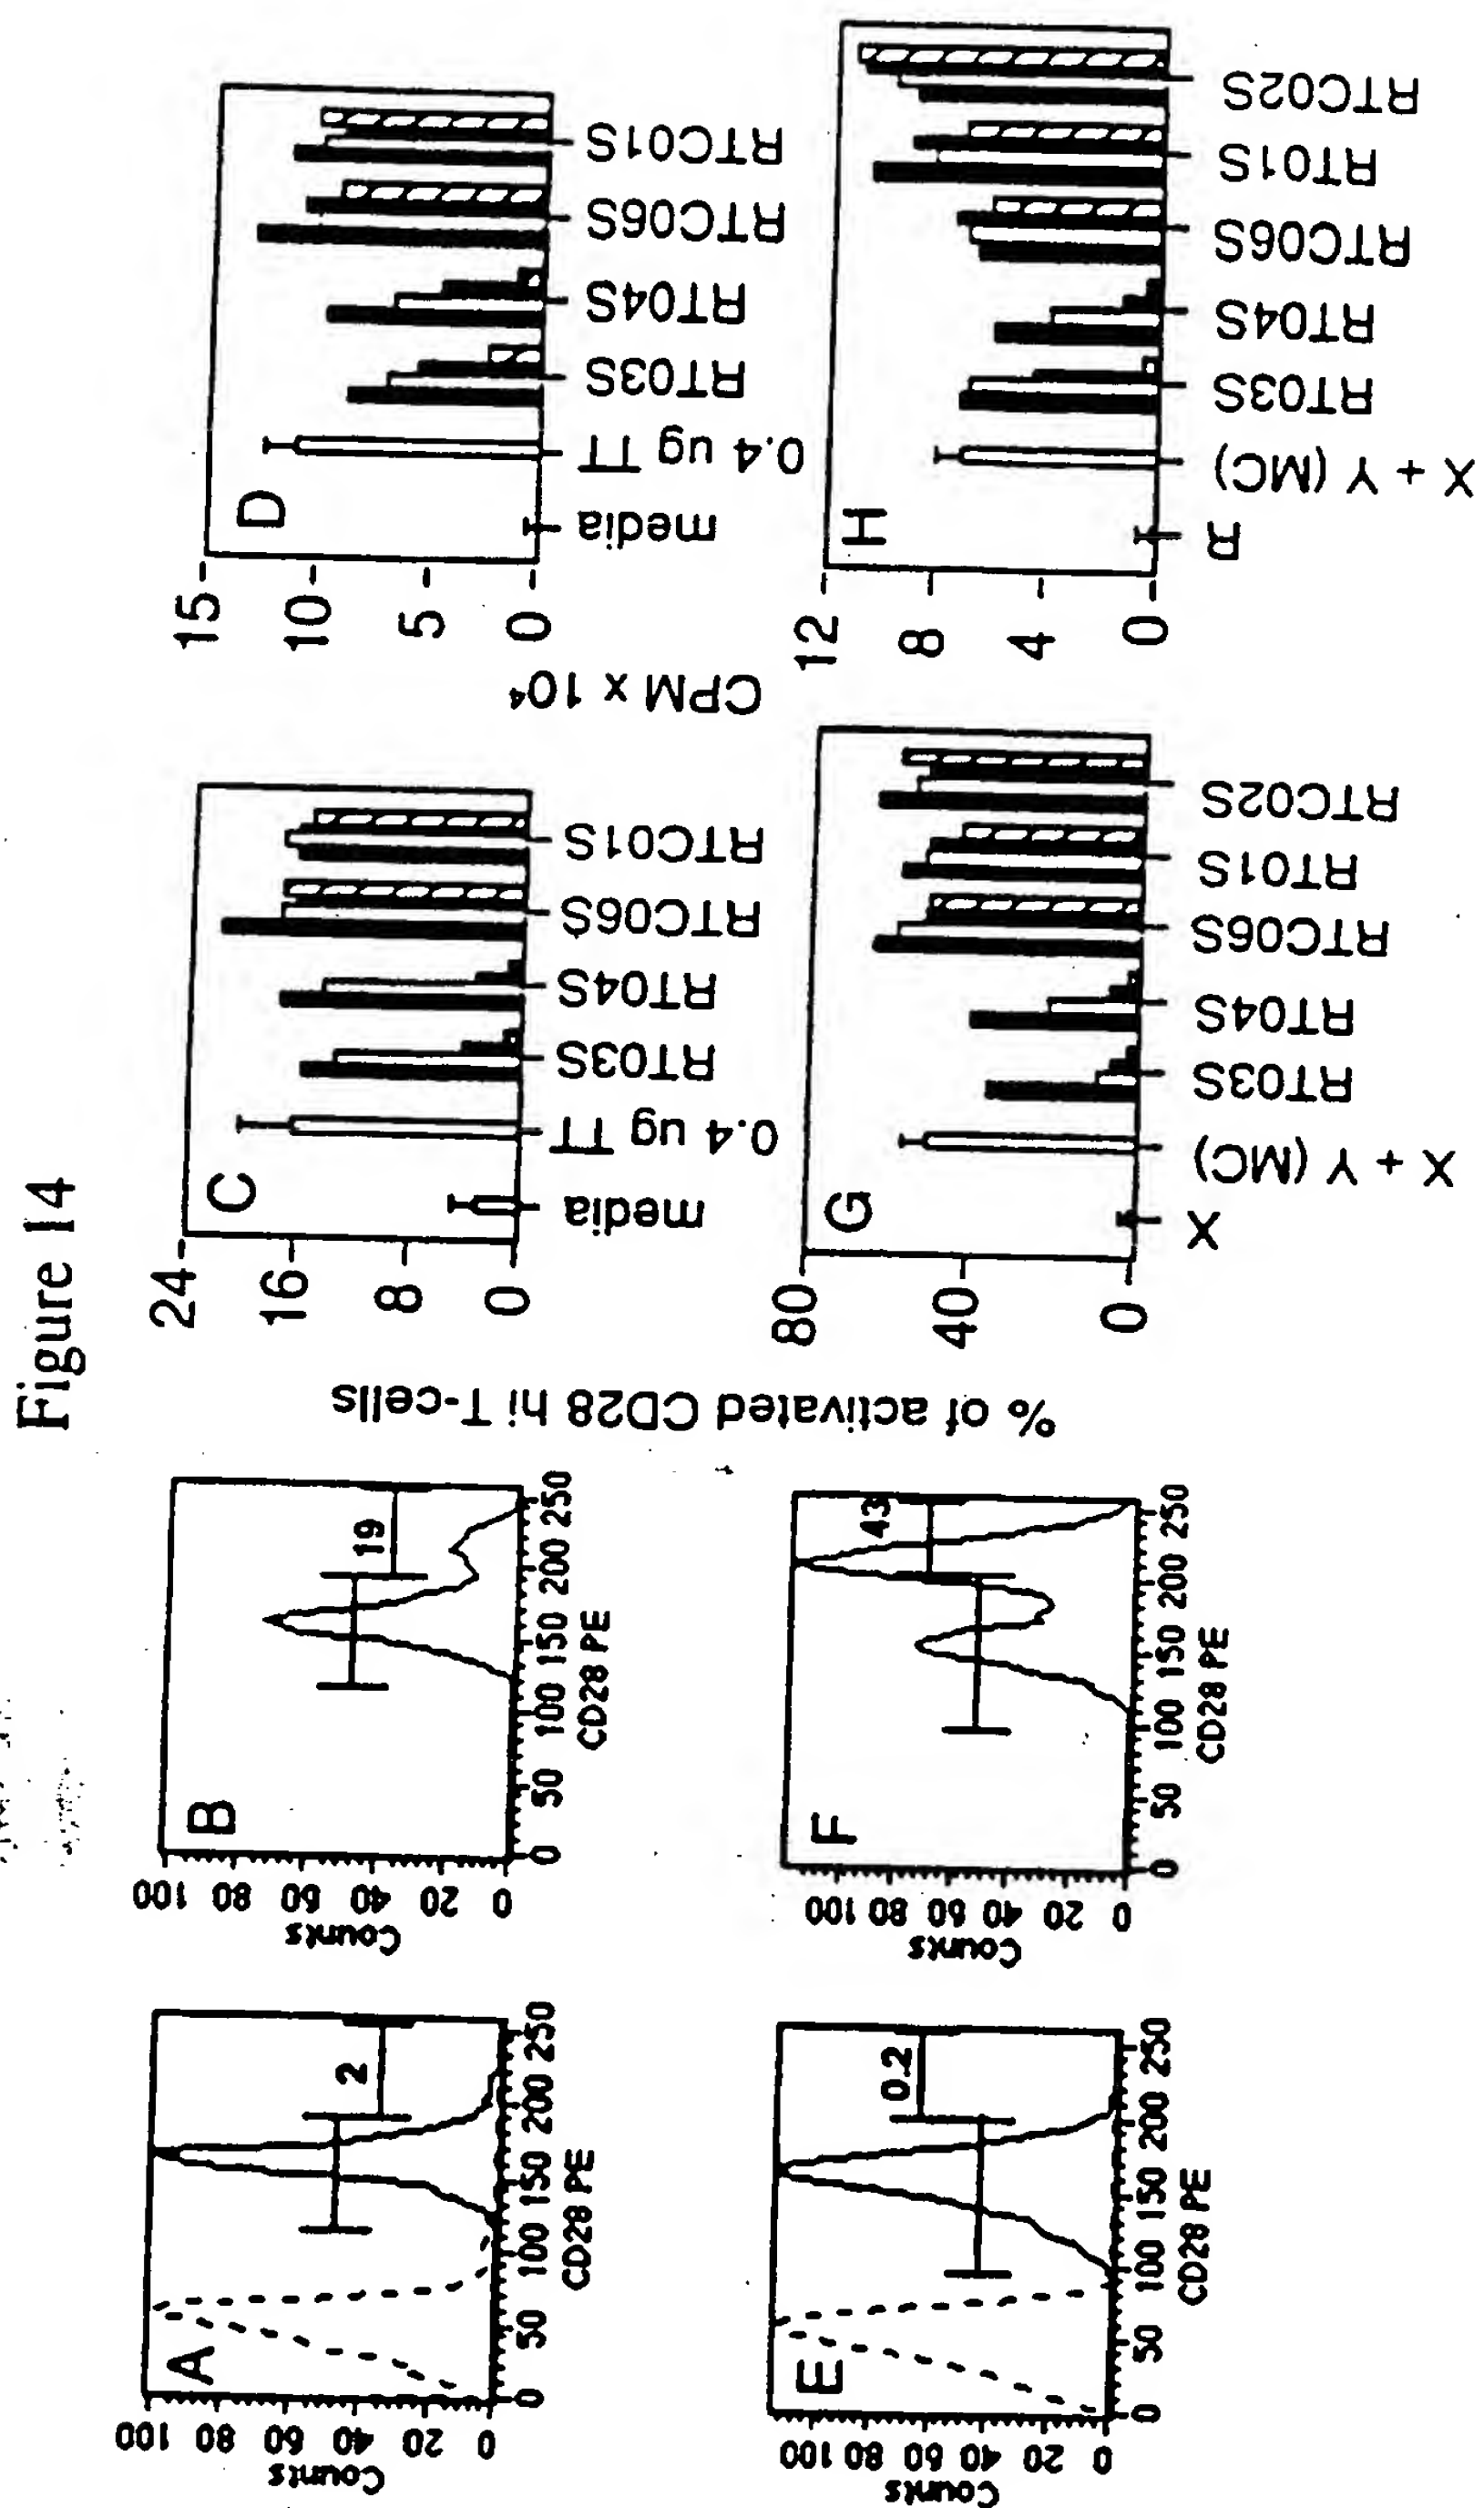 Figure 14
A
2
Counts
100 80 60 40 20 0
0 50 100 150 200 250
CD28 PE
B
19
Counts
100 80 60 40 20 0
0 50 100 150 200 250
CD28 PE
% of activated CD28 hi T-cells
C
24
16
8
0
media
0.4 ug TT
RT03S
RT04S
RTC06S
RTC01S
CPM x 10⁴
D
15
10
5
0
media
0.4 ug TT
RT03S
RT04S
RTC06S
RTC01S
E
0.2
Counts
100 80 60 40 20 0
0 50 100 150 200 250
CD28 PE
F
43
Counts
100 80 60 40 20 0
0 50 100 150 200 250
CD28 PE
G
80
40
0
X
X + Y (MC)
RT03S
RT04S
RTC06S
RT01S
RTC02S
H
12
8
4
0
R
X + Y (MC)
RT03S
RT04S
RTC06S
RT01S
RTC02S